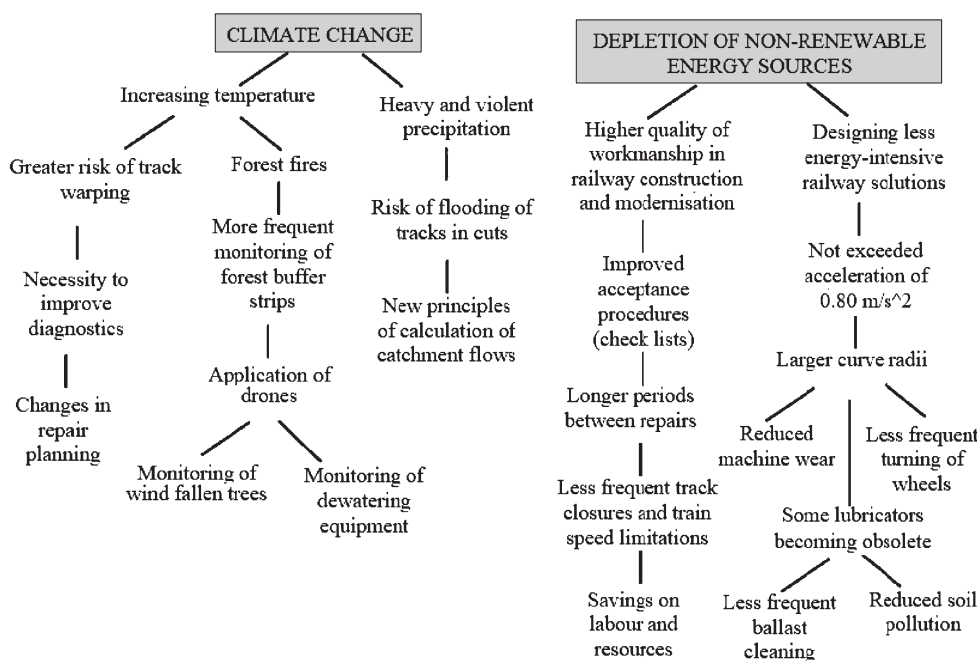 CLIMATE CHANGE
Increasing temperature
Heavy and violent
precipitation
Greater risk of track
warping
Forest fires
Risk of flooding of
tracks in cuts
More frequent
monitoring of
forest buffer
strips
Necessity to
improve
diagnostics
New principles
of calculation of
catchment flows
Application of
drones
Changes in
repair
planning
Monitoring of
wind fallen trees
Monitoring of
dewatering
equipment
DEPLETION OF NON-RENEWABLE
ENERGY SOURCES
Higher quality of
workmanship in
railway construction
and modernisation
Designing less
energy-intensive
railway solutions
Improved
acceptance
procedures
(check lists)
Not exceeded
acceleration of
0.80 m/s^2
Larger curve radii
Longer periods
between repairs
Reduced
machine wear
Less frequent
turning of
wheels
Less frequent track
closures and train
speed limitations
Some lubricators
becoming obsolete
Savings on
labour and
resources
Less frequent
ballast
cleaning
Reduced soil
pollution